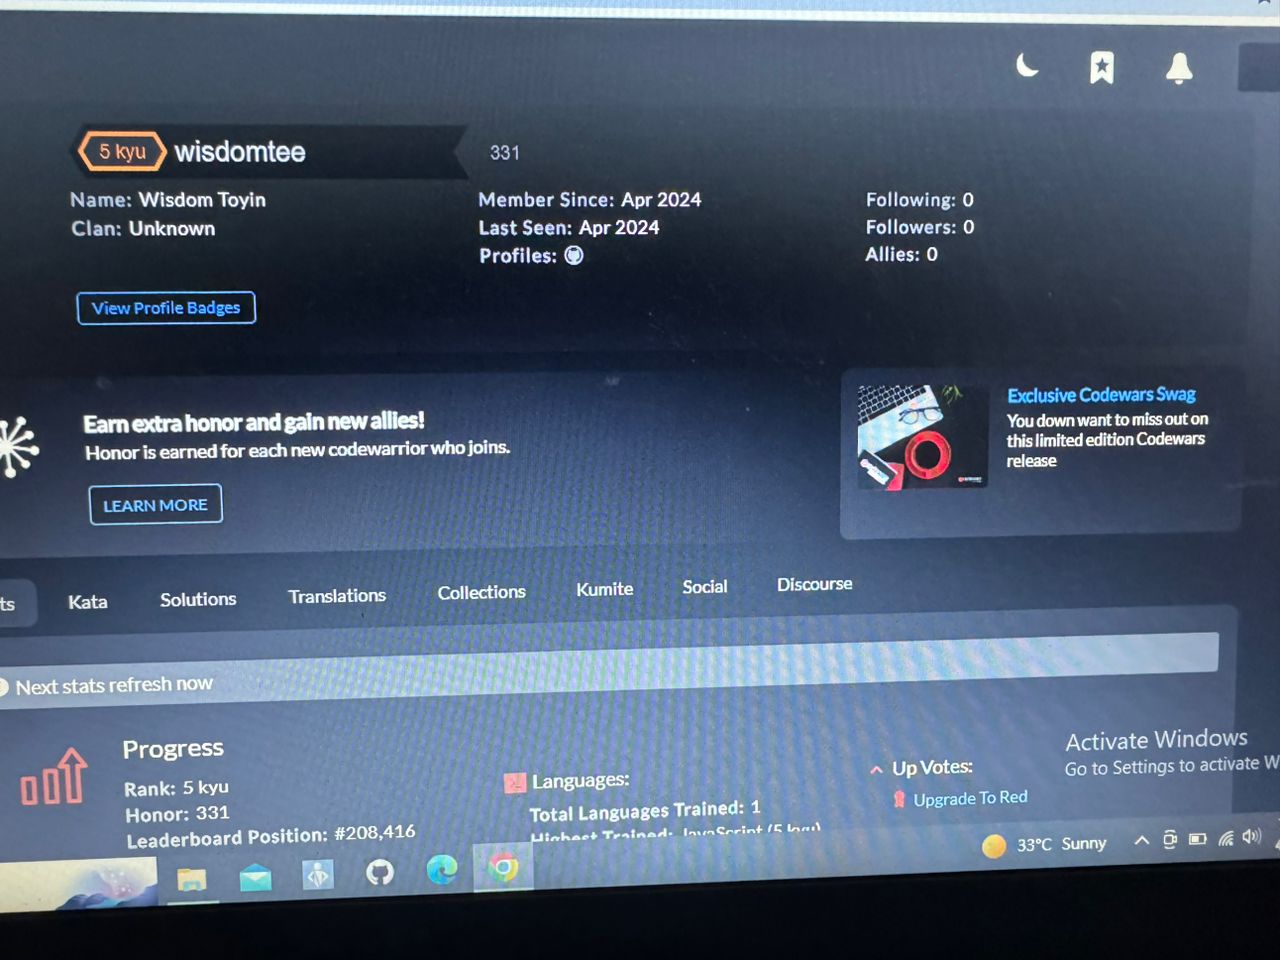 5 kyu wisdomtee 331
Name: Wisdom Toyin
Clan: Unknown
Member Since: Apr 2024
Last Seen: Apr 2024
Profiles:
Following: 0
Followers: 0
Allies: 0
View Profile Badges
Earn extra honor and gain new allies!
Honor is earned for each new codewarrior who joins.
LEARN MORE
Exclusive Codewars Swag
You down want to miss out on
this limited edition Codewars
release
ts Kata Solutions Translations Collections Kumite Social Discourse
Next stats refresh now
Progress
Rank: 5 kyu
Honor: 331
Leaderboard Position: #208,416
Languages:
Total Languages Trained: 1
Highest Trained: JavaScript (5 kyu)
Up Votes:
Upgrade To Red
Activate Windows
Go to Settings to activate W
33°C Sunny